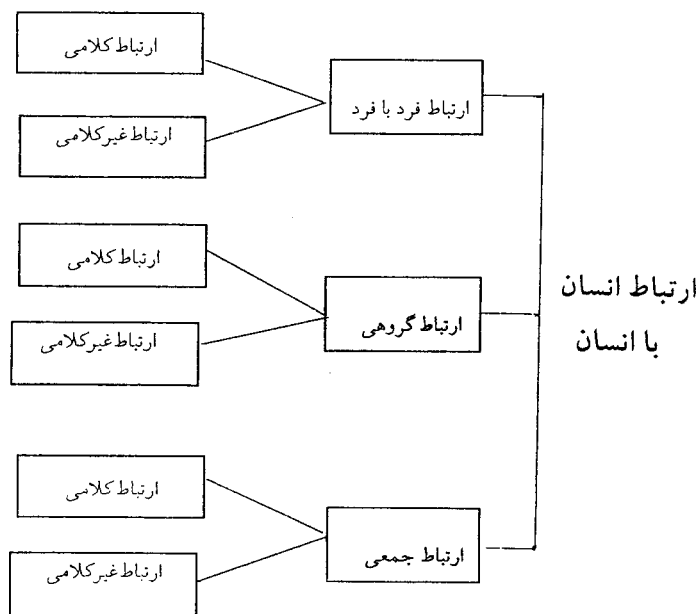 ارتباط انسان
با انسان
ارتباط فرد با فرد
ارتباط کلامی
ارتباط غیرکلامی
ارتباط گروهی
ارتباط کلامی
ارتباط غیرکلامی
ارتباط جمعی
ارتباط کلامی
ارتباط غیرکلامی